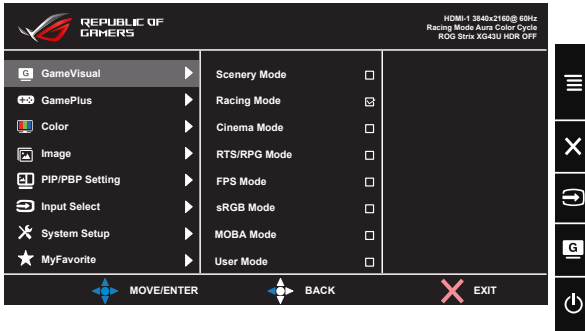 REPUBLIC OF
GAMERS
HDMI-1 3840x2160@ 60Hz
Racing Mode Aura Color Cycle
ROG Strix XG43U HDR OFF
G GameVisual
GamePlus
Color
Image
PIP/PBP Setting
Input Select
System Setup
MyFavorite
Scenery Mode
Racing Mode
Cinema Mode
RTS/RPG Mode
FPS Mode
sRGB Mode
MOBA Mode
User Mode
MOVE/ENTER
BACK
EXIT
G